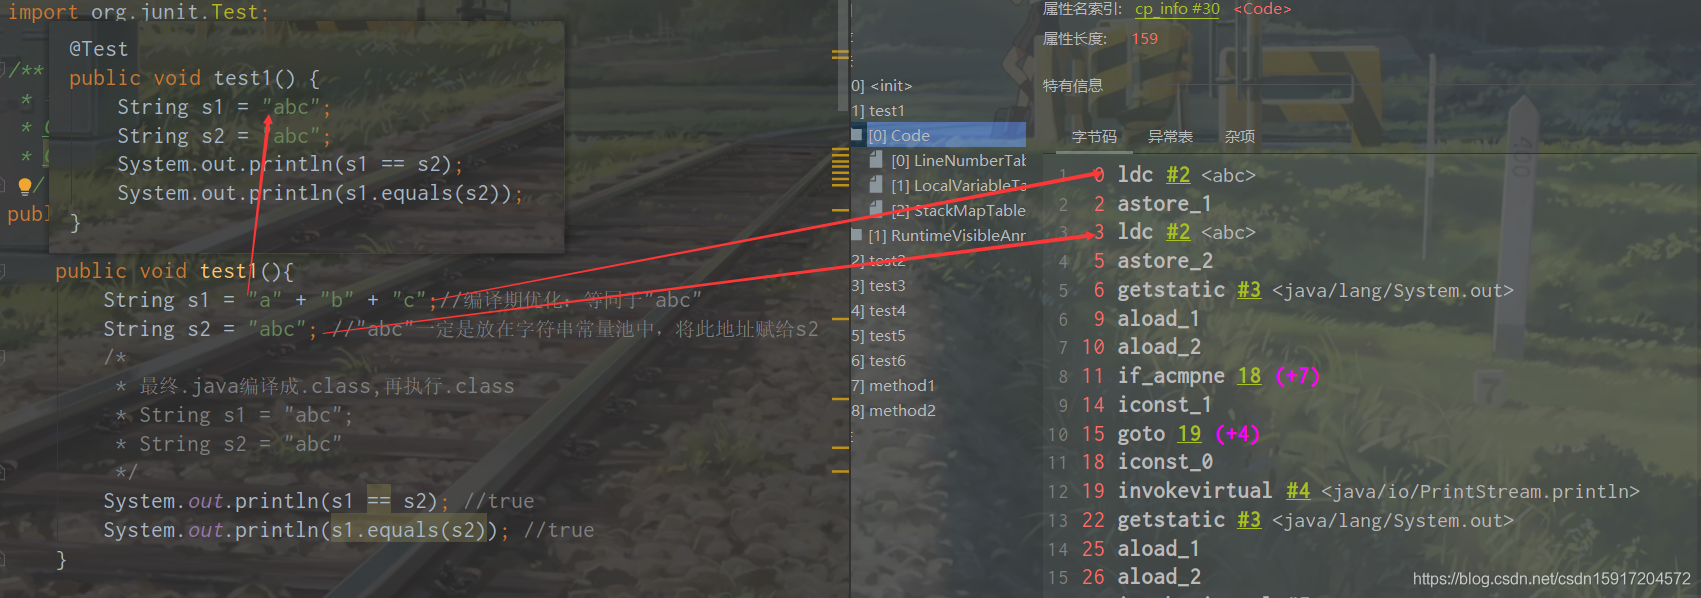 import org.junit.Test;
@Test
public void test1() {
String s1 = "abc";
String s2 = "abc";
System.out.println(s1 == s2);
System.out.println(s1.equals(s2));
}
/**
*
*
*
*/
publ
public void test1(){
String s1 = "a" + "b" + "c";//编译期优化：等同于"abc"
String s2 = "abc"; //"abc"一定是放在字符串常量池中，将此地址赋给s2
/*
* 最终.java编译成.class,再执行.class
* String s1 = "abc";
* String s2 = "abc"
*/
System.out.println(s1 == s2); //true
System.out.println(s1.equals(s2)); //true
}
0] <init>
1] test1
[0] Code
[0] LineNumberTab
[1] LocalVariableTa
[2] StackMapTable
[1] RuntimeVisibleAnr
2] test2
3] test3
4] test4
5] test5
6] test6
7] method1
8] method2
属性名索引: cp_info #30 <Code>
属性长度: 159
特有信息
字节码 异常表 杂项
1 0 ldc #2 <abc>
2 2 astore_1
3 3 ldc #2 <abc>
4 5 astore_2
5 6 getstatic #3 <java/lang/System.out>
6 9 aload_1
7 10 aload_2
8 11 if_acmpne 18 (+7)
9 14 iconst_1
10 15 goto 19 (+4)
11 18 iconst_0
12 19 invokevirtual #4 <java/io/PrintStream.println>
13 22 getstatic #3 <java/lang/System.out>
14 25 aload_1
15 26 aload_2
https://blog.csdn.net/csdn15917204572